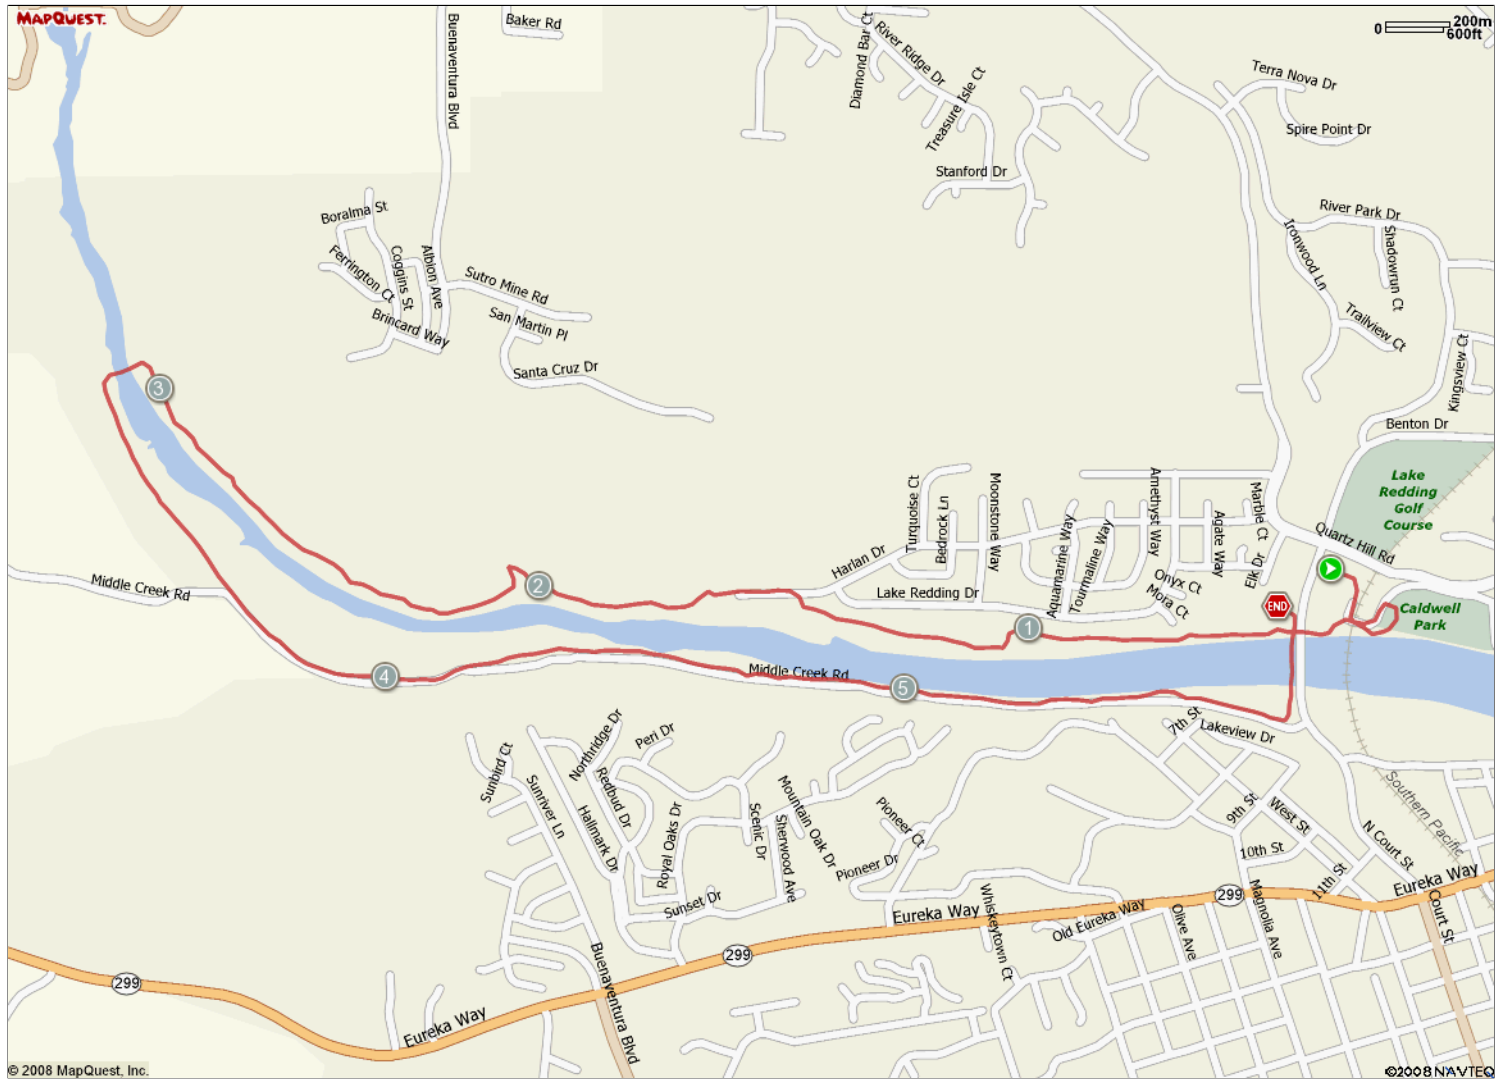 MAPQUEST.
Baker Rd
Buenaventura Blvd
Diamond Bar Ct
River Ridge Dr
Treasure Isle Ct
Stanford Dr
0 200m
600ft
Terra Nova Dr
Spire Point Dr
River Park Dr
Shadowrun Ct
Ironwood Ln
Trailview Ct
Kingsview Ct
Benton Dr
Boralma St
Ferrington Ct
Coggins St
Albion Ave
Brincard Way
Sutro Mine Rd
San Martin Pl
Santa Cruz Dr
Lake
Redding
Golf
Course
Quartz Hill Rd
Caldwell
Park
Turquoise Ct
Bedrock Ln
Moonstone Way
Aquamarine Way
Tourmaline Way
Amethyst Way
Agate Way
Marble Ct
Elk Dr
Onyx Ct
Mora Ct
Harlan Dr
Lake Redding Dr
END
1
2
3
4
5
Middle Creek Rd
Middle Creek Rd
7th St
Lakeview Dr
Southern Pacific
Sunbird Ct
Sunriver Ln
Northridge Dr
Redbud Dr
Hallmark Dr
Peri Dr
Royal Oaks Dr
Scenic Dr
Sherwood Ave
Mountain Oak Dr
Pioneer Ct
Pioneer Dr
Sunset Dr
9th St
West St
10th St
11th St
N Court St
Eureka Way
Court St
Magnolia Ave
Olive Ave
Old Eureka Way
Whiskeytown Ct
Eureka Way
299
299
299
Eureka Way
Buenaventura Blvd
© 2008 MapQuest, Inc.
©2008 NAVTEQ